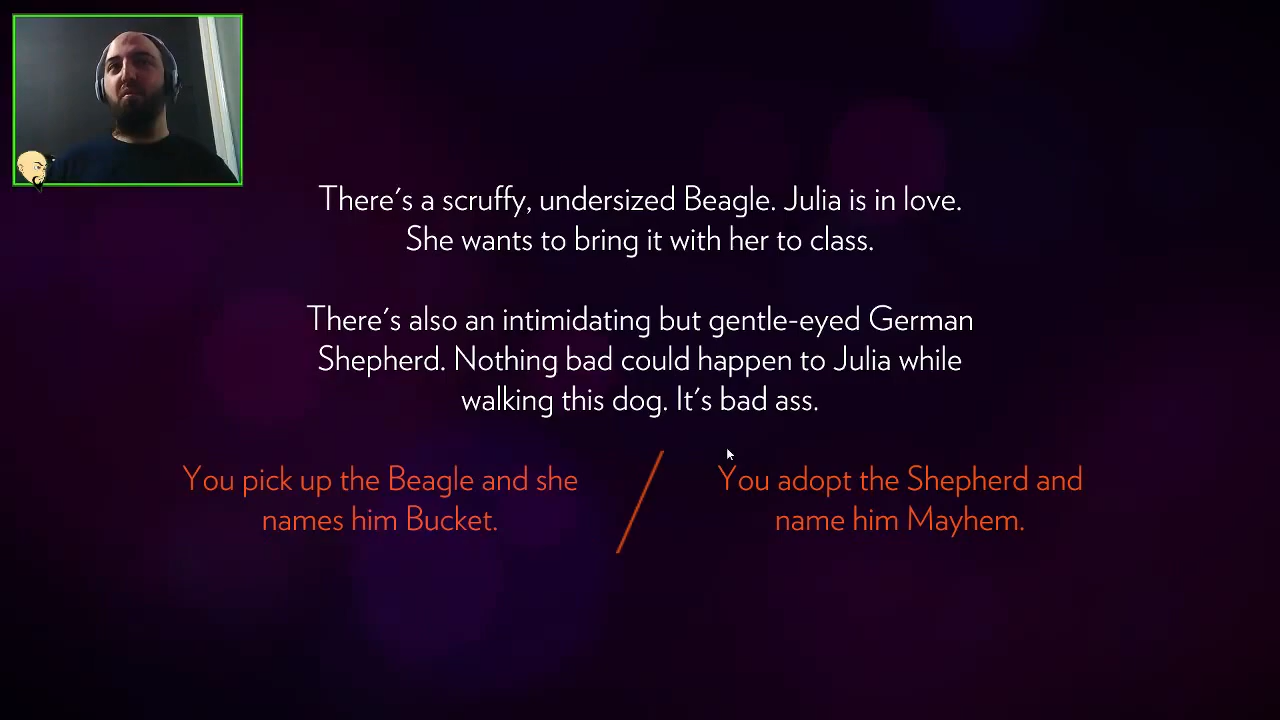 There's a scruffy, undersized Beagle. Julia is in love.
She wants to bring it with her to class.
There's also an intimidating but gentle-eyed German
Shepherd. Nothing bad could happen to Julia while
walking this dog. It's bad ass.
You pick up the Beagle and she
names him Bucket.
You adopt the Shepherd and
name him Mayhem.